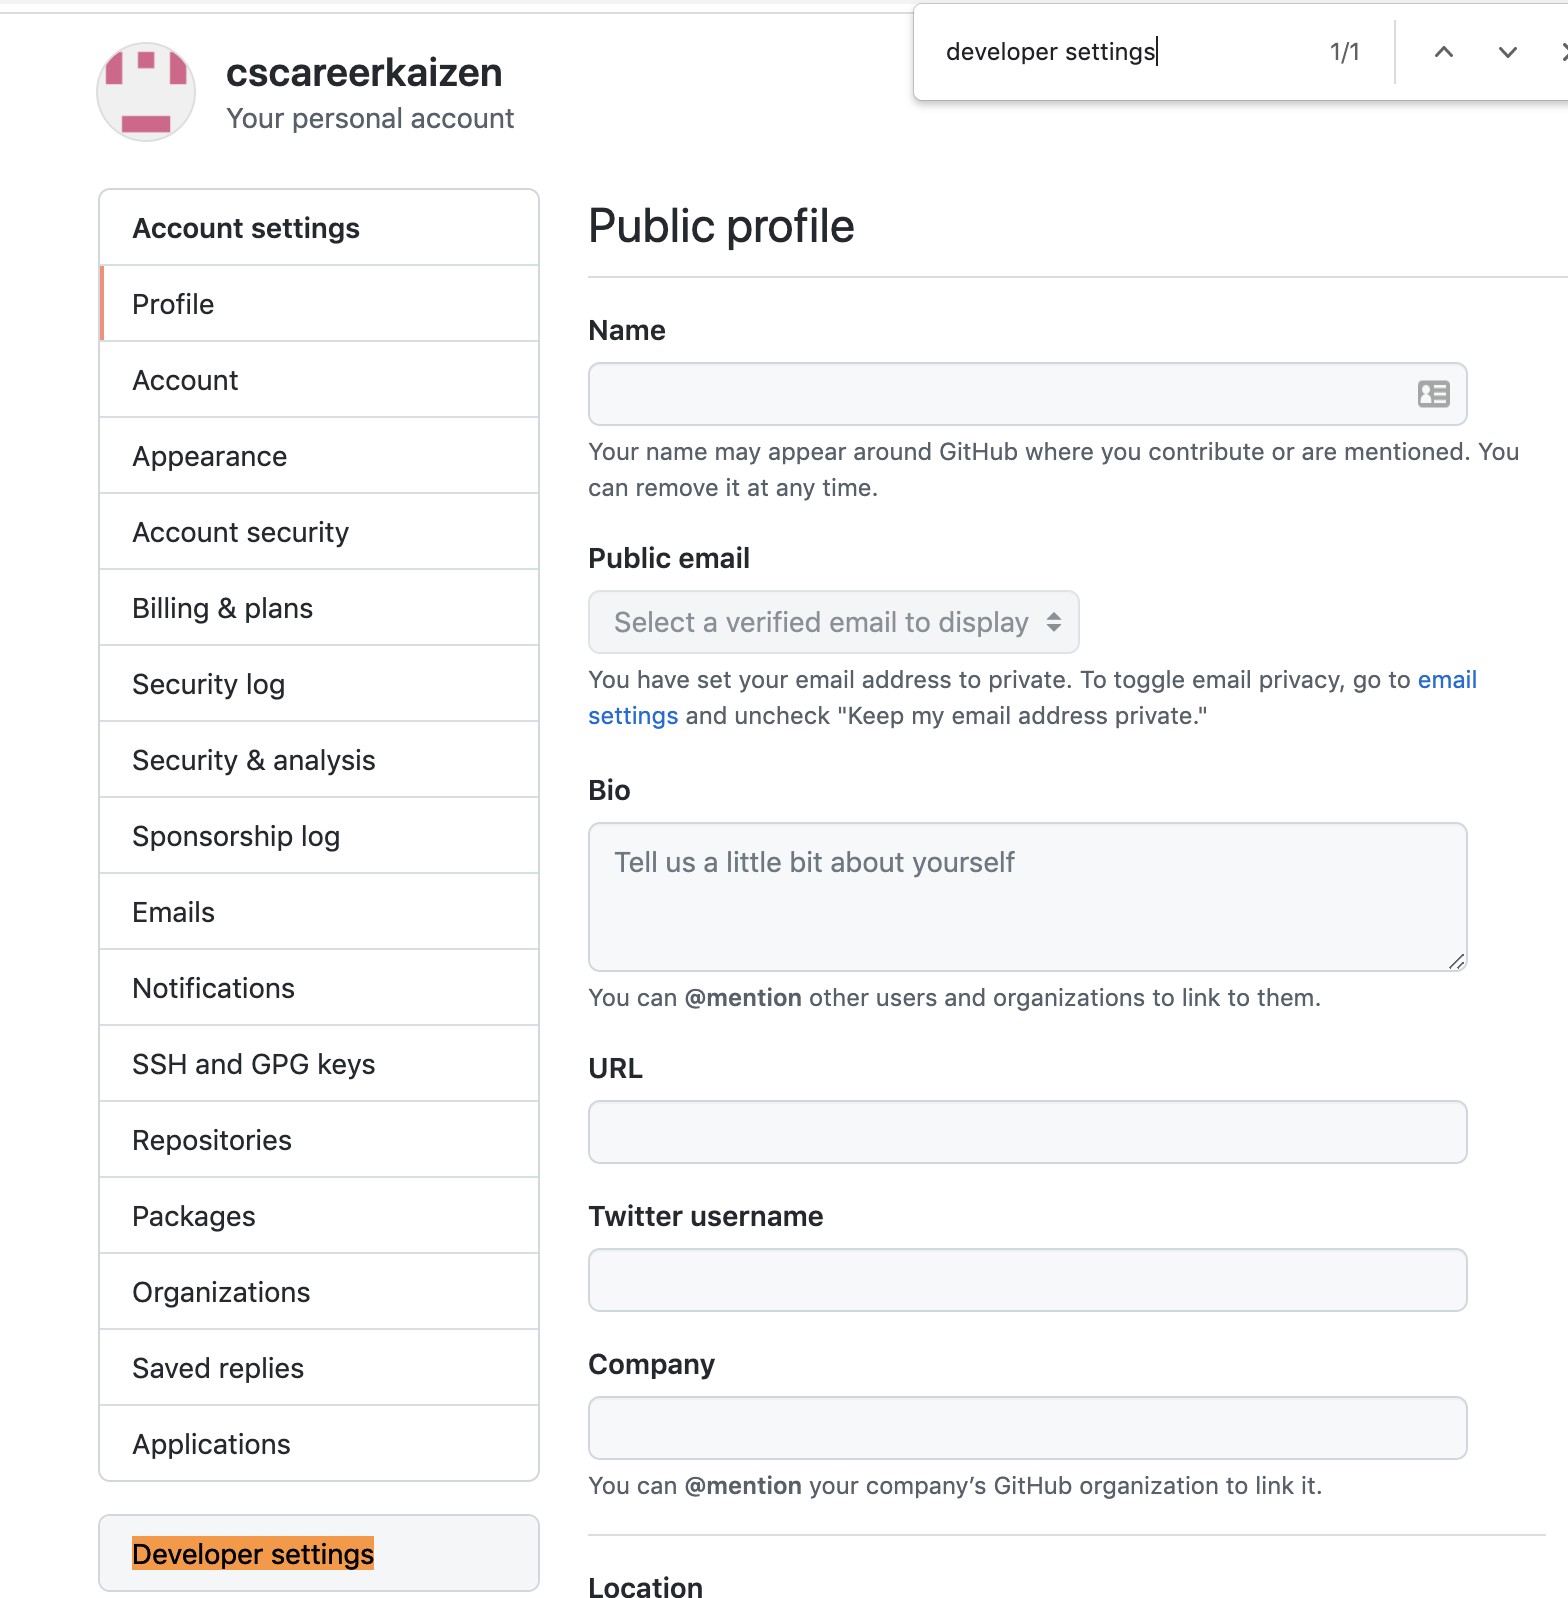 developer settings 1/1
cscareerkaizen
Your personal account
Account settings
Profile
Account
Appearance
Account security
Billing & plans
Security log
Security & analysis
Sponsorship log
Emails
Notifications
SSH and GPG keys
Repositories
Packages
Organizations
Saved replies
Applications
Developer settings
Public profile
Name
Your name may appear around GitHub where you contribute or are mentioned. You
can remove it at any time.
Public email
Select a verified email to display
You have set your email address to private. To toggle email privacy, go to email
settings and uncheck "Keep my email address private."
Bio
Tell us a little bit about yourself
You can @mention other users and organizations to link to them.
URL
Twitter username
Company
You can @mention your company’s GitHub organization to link it.
Location